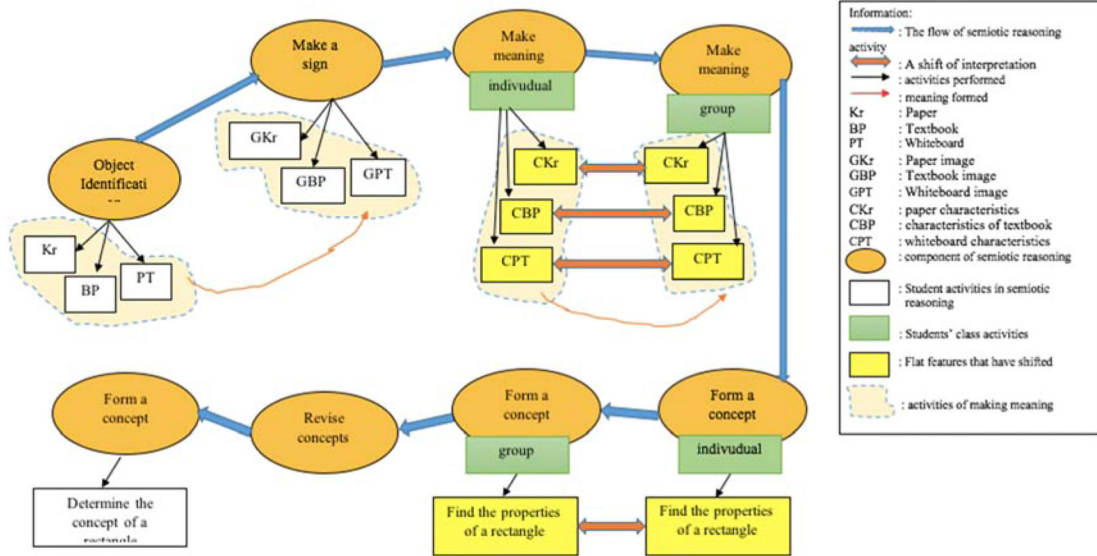 Make a
sign
Make
meaning
indivudual
Make
meaning
group
Object
Identificati
GKr
GBP
GPT
Kr
BP
PT
CKr
CBP
CPT
CKr
CBP
CPT
Form a
concept
Revise
concepts
Form a
concept
group
Form a
concept
indivudual
Determine the
concept of a
rectangle
Find the properties
of a rectangle
Find the properties
of a rectangle
Information:
: The flow of semiotic reasoning
activity
: A shift of interpretation
: activities performed
: meaning formed
Kr : Paper
BP : Textbook
PT : Whiteboard
GKr : Paper image
GBP : Textbook image
GPT : Whiteboard image
CKr : paper characteristics
CBP : characteristics of textbook
CPT : whiteboard characteristics
: component of semiotic reasoning
: Student activities in semiotic
reasoning
: Students' class activities
: Flat features that have shifted
: activities of making meaning